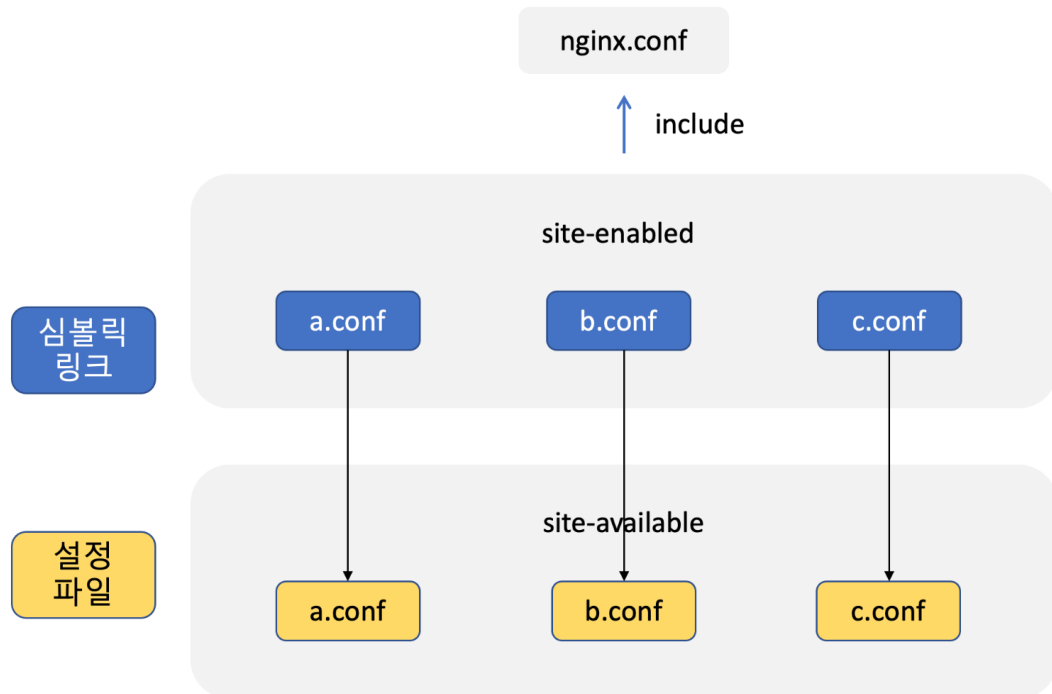 nginx.conf
include
site-enabled
심볼릭
링크
a.conf
b.conf
c.conf
site-available
설정
파일
a.conf
b.conf
c.conf